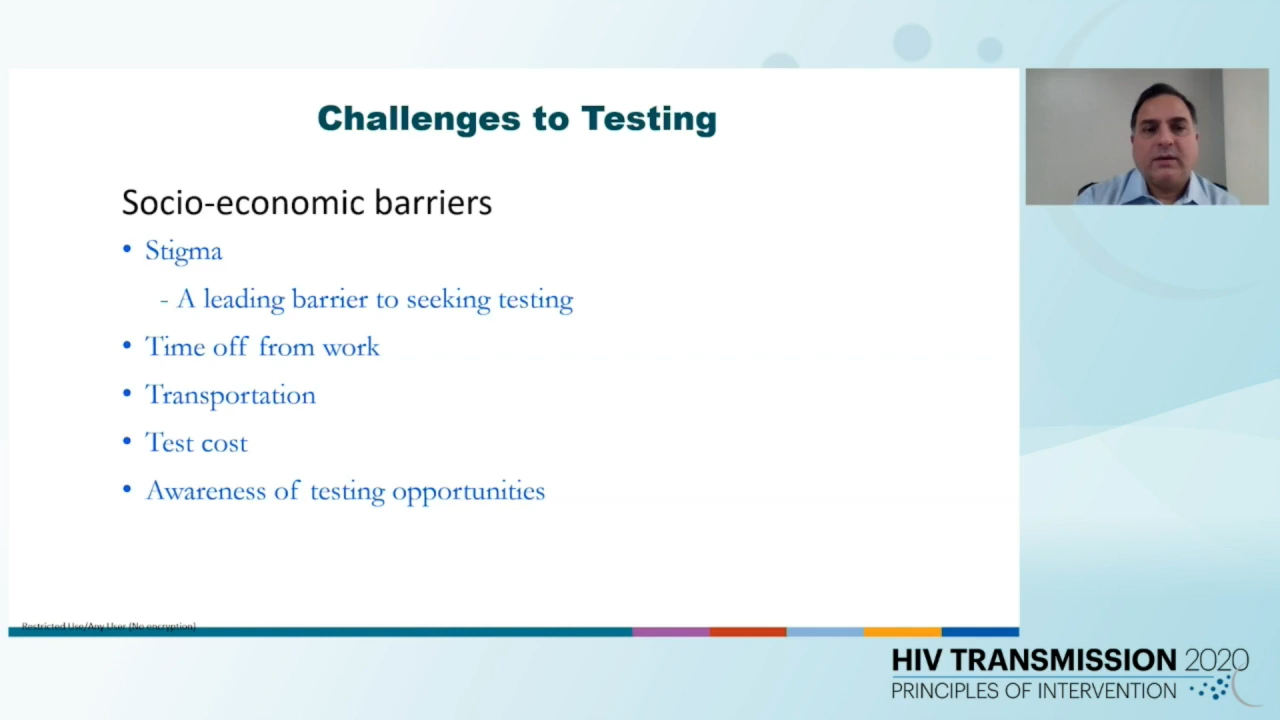 Challenges to Testing
Socio-economic barriers
• Stigma
- A leading barrier to seeking testing
• Time off from work
• Transportation
• Test cost
• Awareness of testing opportunities
Restricted Use/Any User (No encryption)
HIV TRANSMISSION 2020
PRINCIPLES OF INTERVENTION